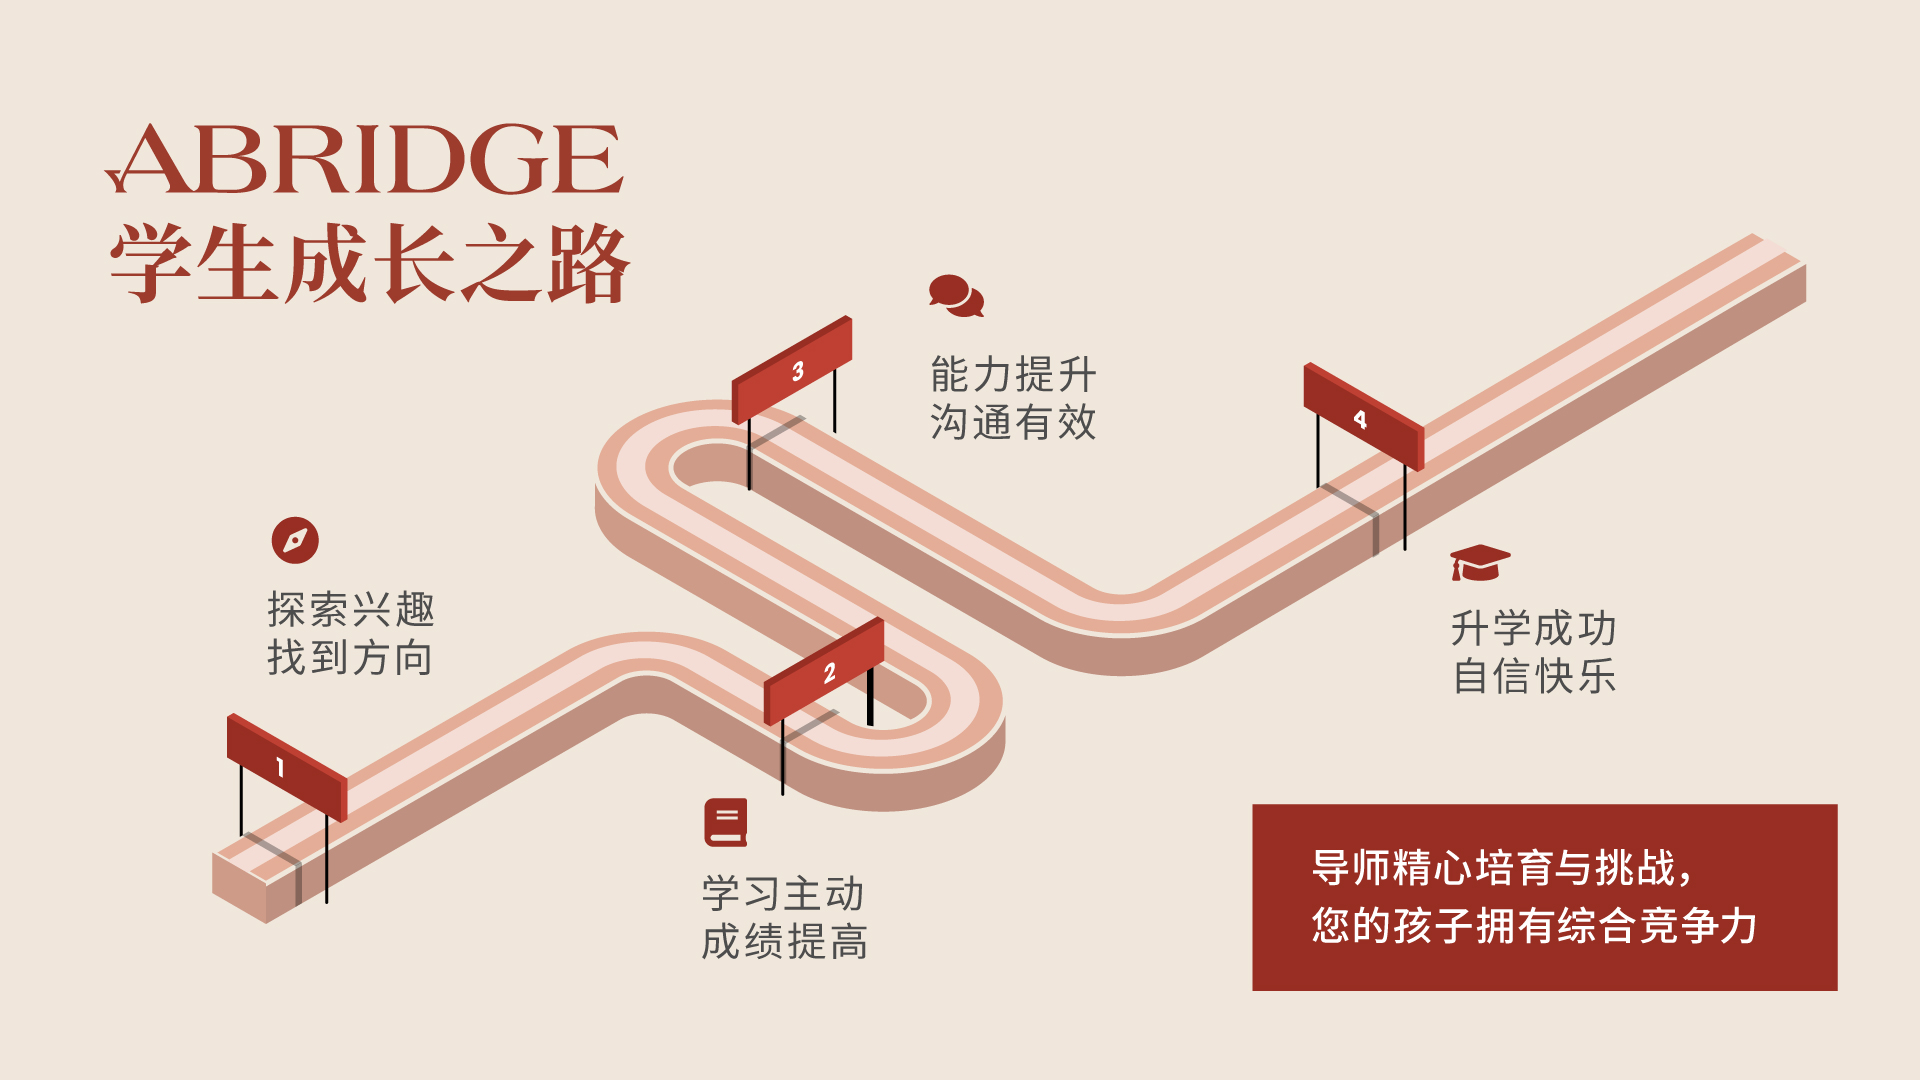 ABRIDGE
学生成长之路
1
探索兴趣
找到方向
2
学习主动
成绩提高
3
能力提升
沟通有效
4
升学成功
自信快乐
导师精心培育与挑战，
您的孩子拥有综合竞争力